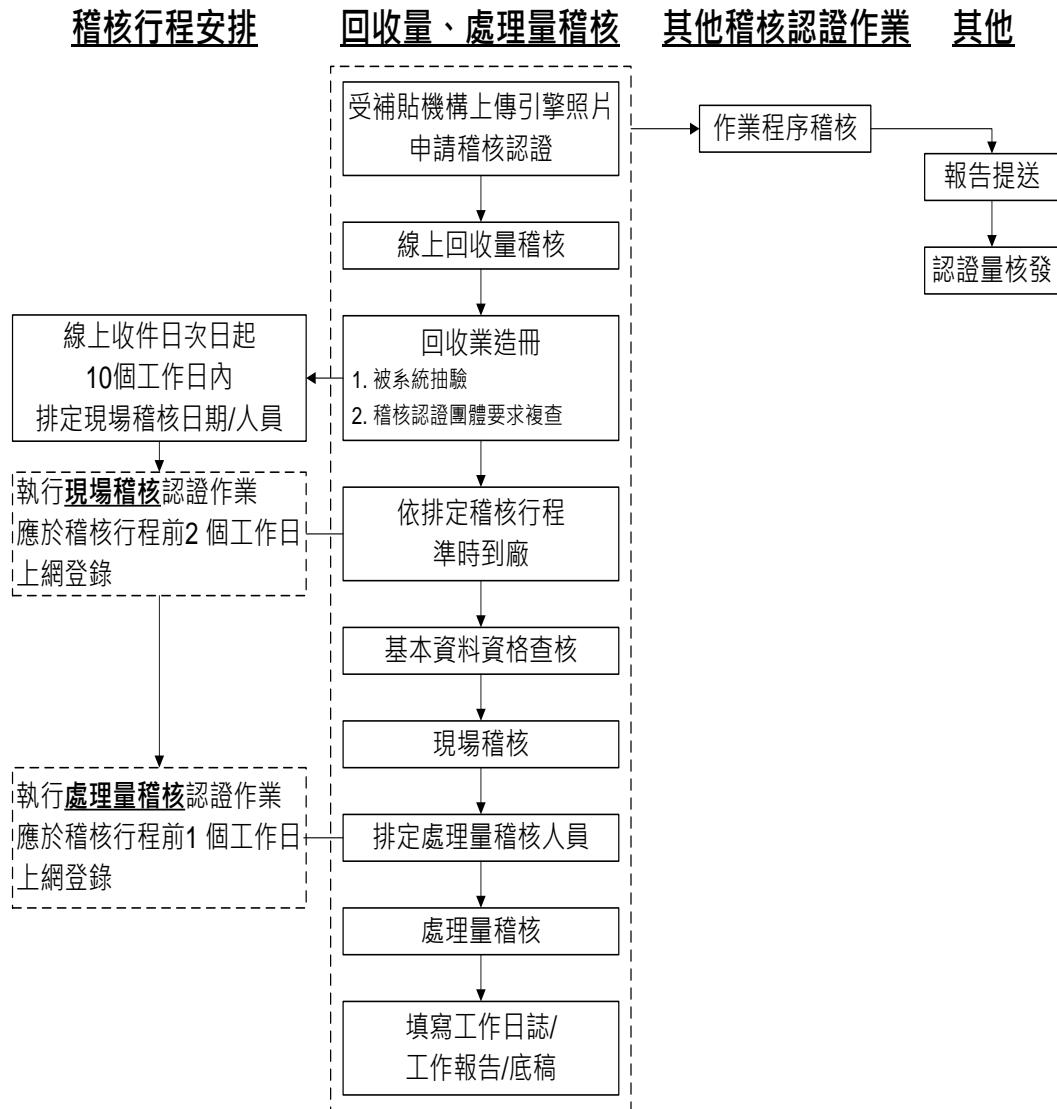 稽核行程安排
回收量、處理量稽核
其他稽核認證作業
其他
受補貼機構上傳引擎照片
申請稽核認證
作業程序稽核
報告提送
認證量核發
線上回收量稽核
回收業造冊
1. 被系統抽驗
2. 稽核認證團體要求複查
線上收件日次日起
10個工作日內
排定現場稽核日期/人員
執行現場稽核認證作業
應於稽核行程前2 個工作日
上網登錄
依排定稽核行程
準時到廠
基本資料資格查核
現場稽核
執行處理量稽核認證作業
應於稽核行程前1 個工作日
上網登錄
排定處理量稽核人員
處理量稽核
填寫工作日誌/
工作報告/底稿